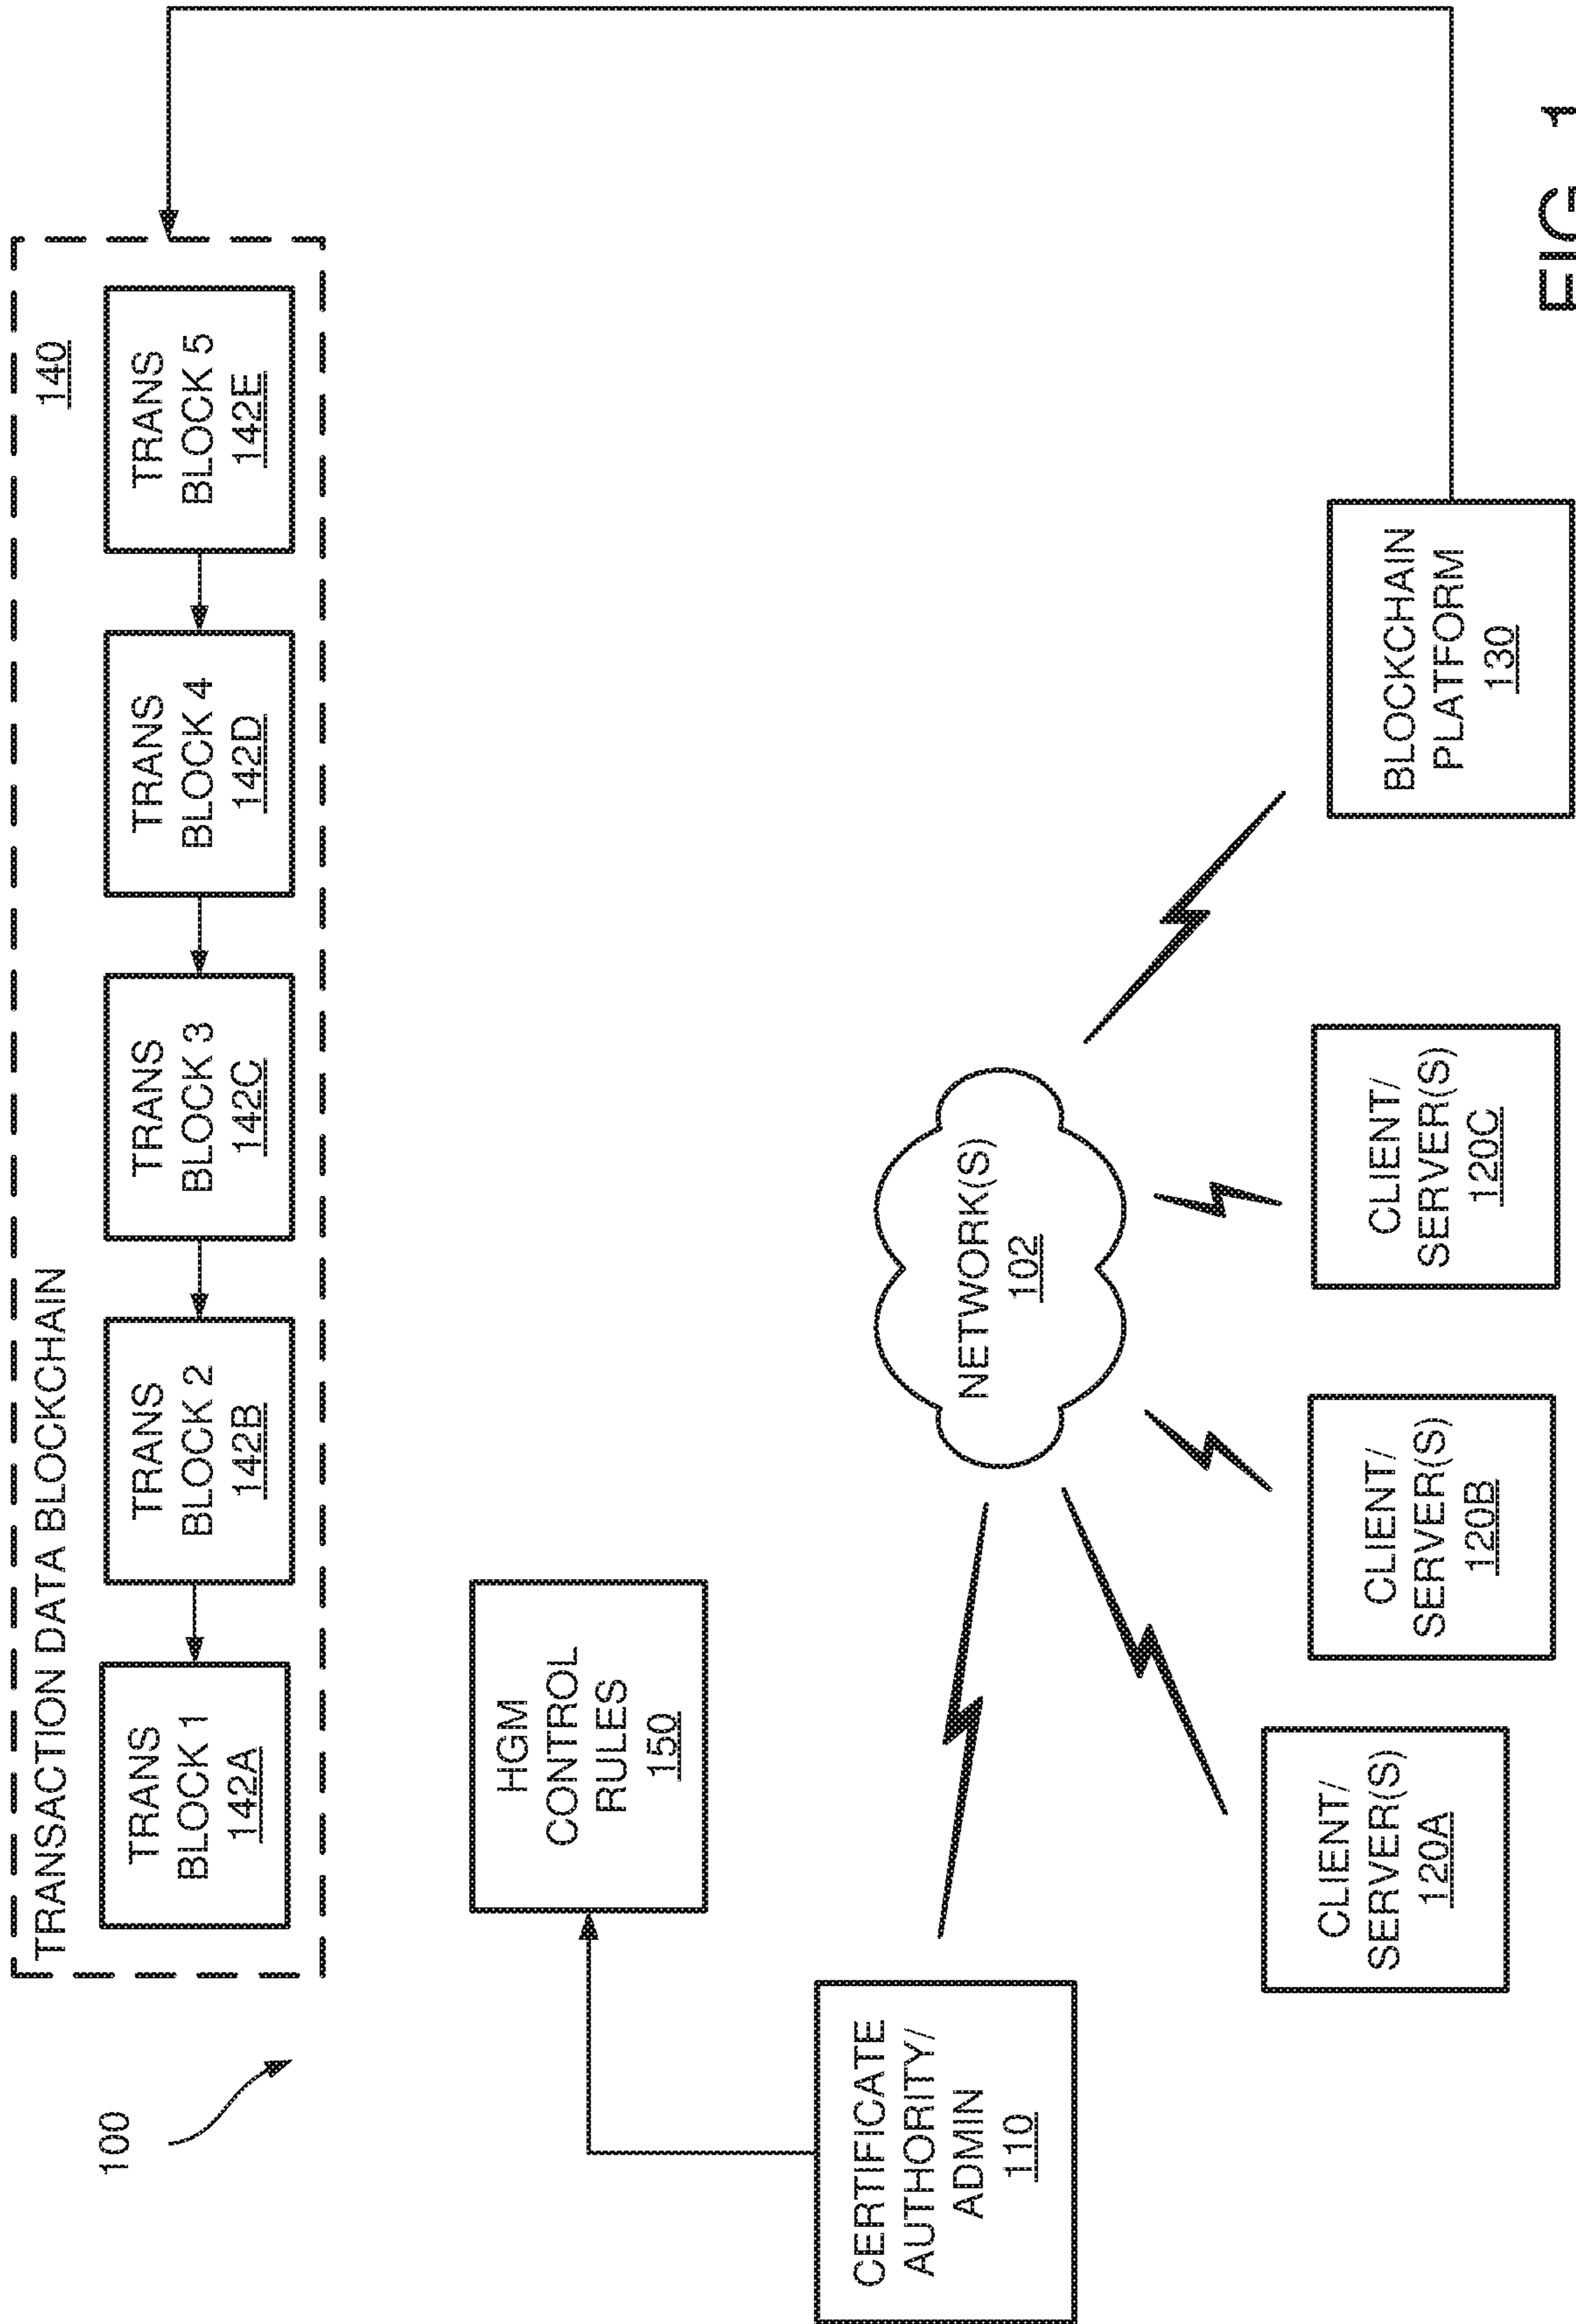 100
TRANSACTION DATA BLOCKCHAIN
140
TRANS
BLOCK 1
142A
TRANS
BLOCK 2
142B
TRANS
BLOCK 3
142C
TRANS
BLOCK 4
142D
TRANS
BLOCK 5
142E
HGM
CONTROL
RULES
150
CERTIFICATE
AUTHORITY/
ADMIN
110
NETWORK(S)
102
CLIENT/
SERVER(S)
120A
CLIENT/
SERVER(S)
120B
CLIENT/
SERVER(S)
120C
BLOCKCHAIN
PLATFORM
130
FIG 1